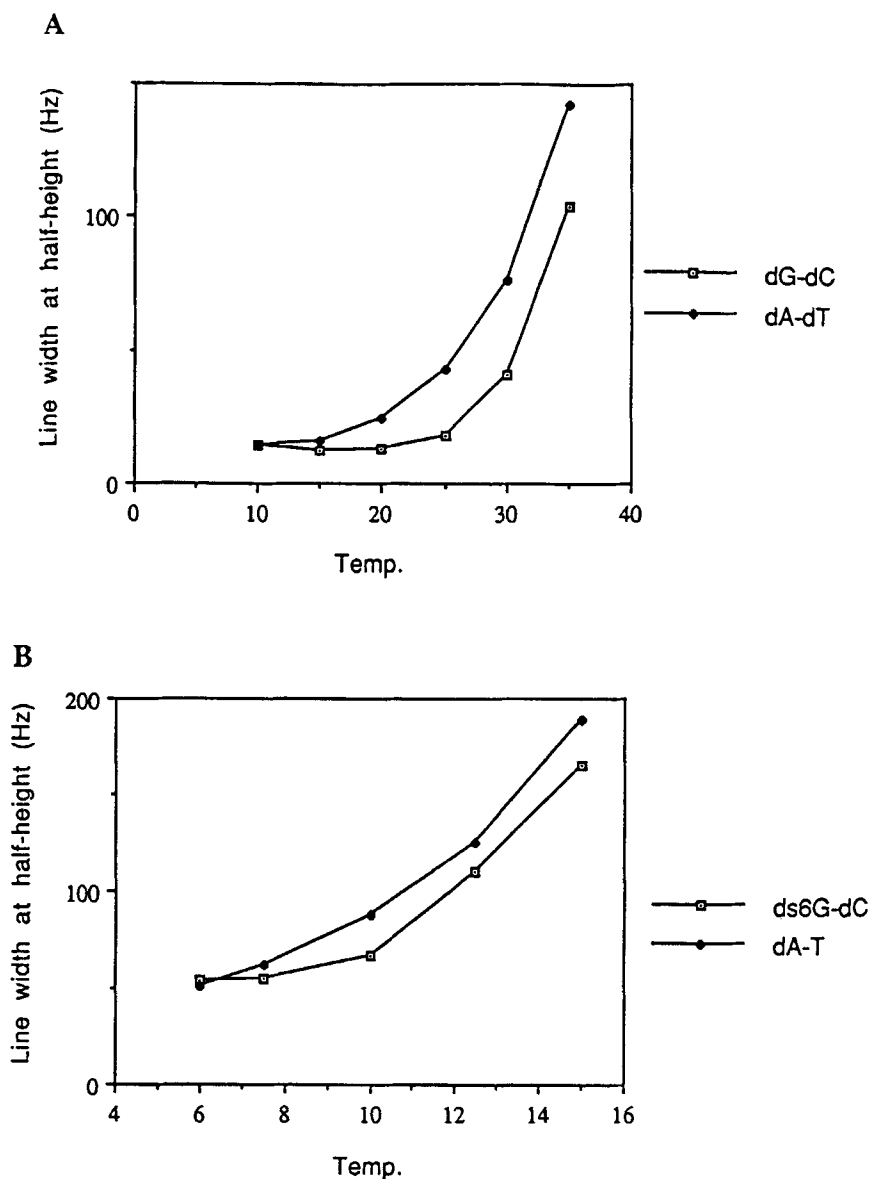 A
Line width at half-height (Hz)
100
0
0 10 20 30 40
Temp.
dG-dC
dA-dT
B
Line width at half-height (Hz)
200
100
0
4 6 8 10 12 14 16
Temp.
ds6G-dC
dA-T